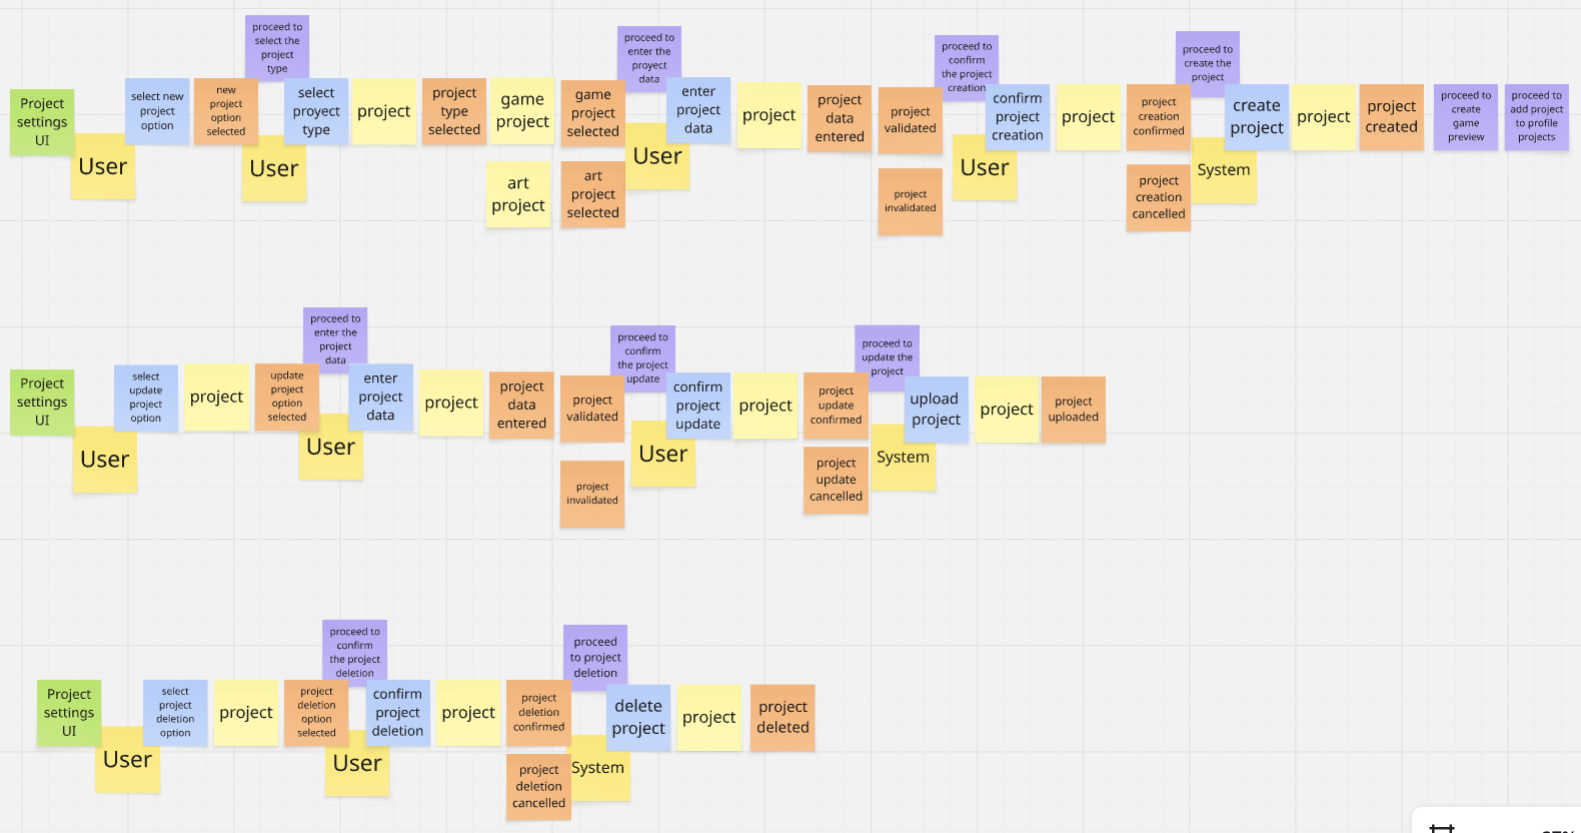 proceed to
select the
project
type
proceed to
enter the
proyect
data
proceed to
confirm
the project
creation
proceed to
create the
project
Project
settings
UI
User
select new
project
option
new
project
option
selected
User
select
proyect
type
project
project
type
selected
game
project
game
project
selected
art
project
art
project
selected
User
enter
project
data
project
project
data
entered
project
validated
project
invalidated
User
confirm
project
creation
project
project
creation
confirmed
project
creation
cancelled
System
create
project
project
project
created
proceed to
create
game
preview
proceed to
add project
to profile
projects
proceed to
enter the
project
data
proceed to
confirm
the project
update
proceed to
update the
project
Project
settings
UI
User
select
update
project
option
project
update
project
option
selected
User
enter
project
data
project
project
data
entered
project
validated
project
invalidated
User
confirm
project
update
project
project
update
confirmed
project
update
cancelled
System
upload
project
project
project
uploaded
proceed to
confirm
the project
deletion
proceed
to project
deletion
Project
settings
UI
User
select
project
deletion
option
project
project
deletion
option
selected
User
confirm
project
deletion
project
project
deletion
confirmed
project
deletion
cancelled
System
delete
project
project
project
deleted